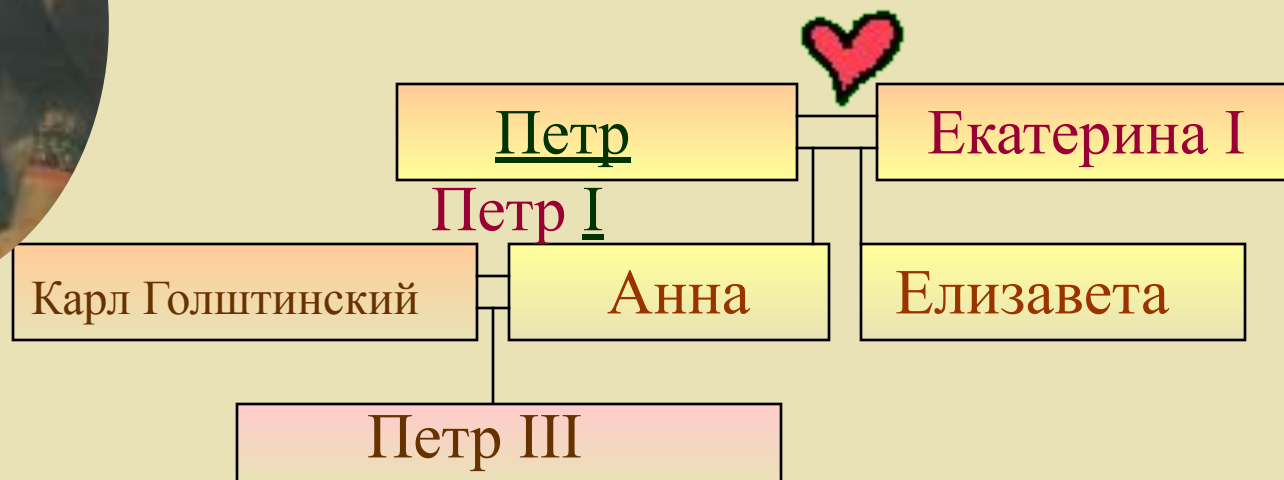 Петр
Екатерина I
Петр I
Карл Голштинский
Анна
Елизавета
Петр III